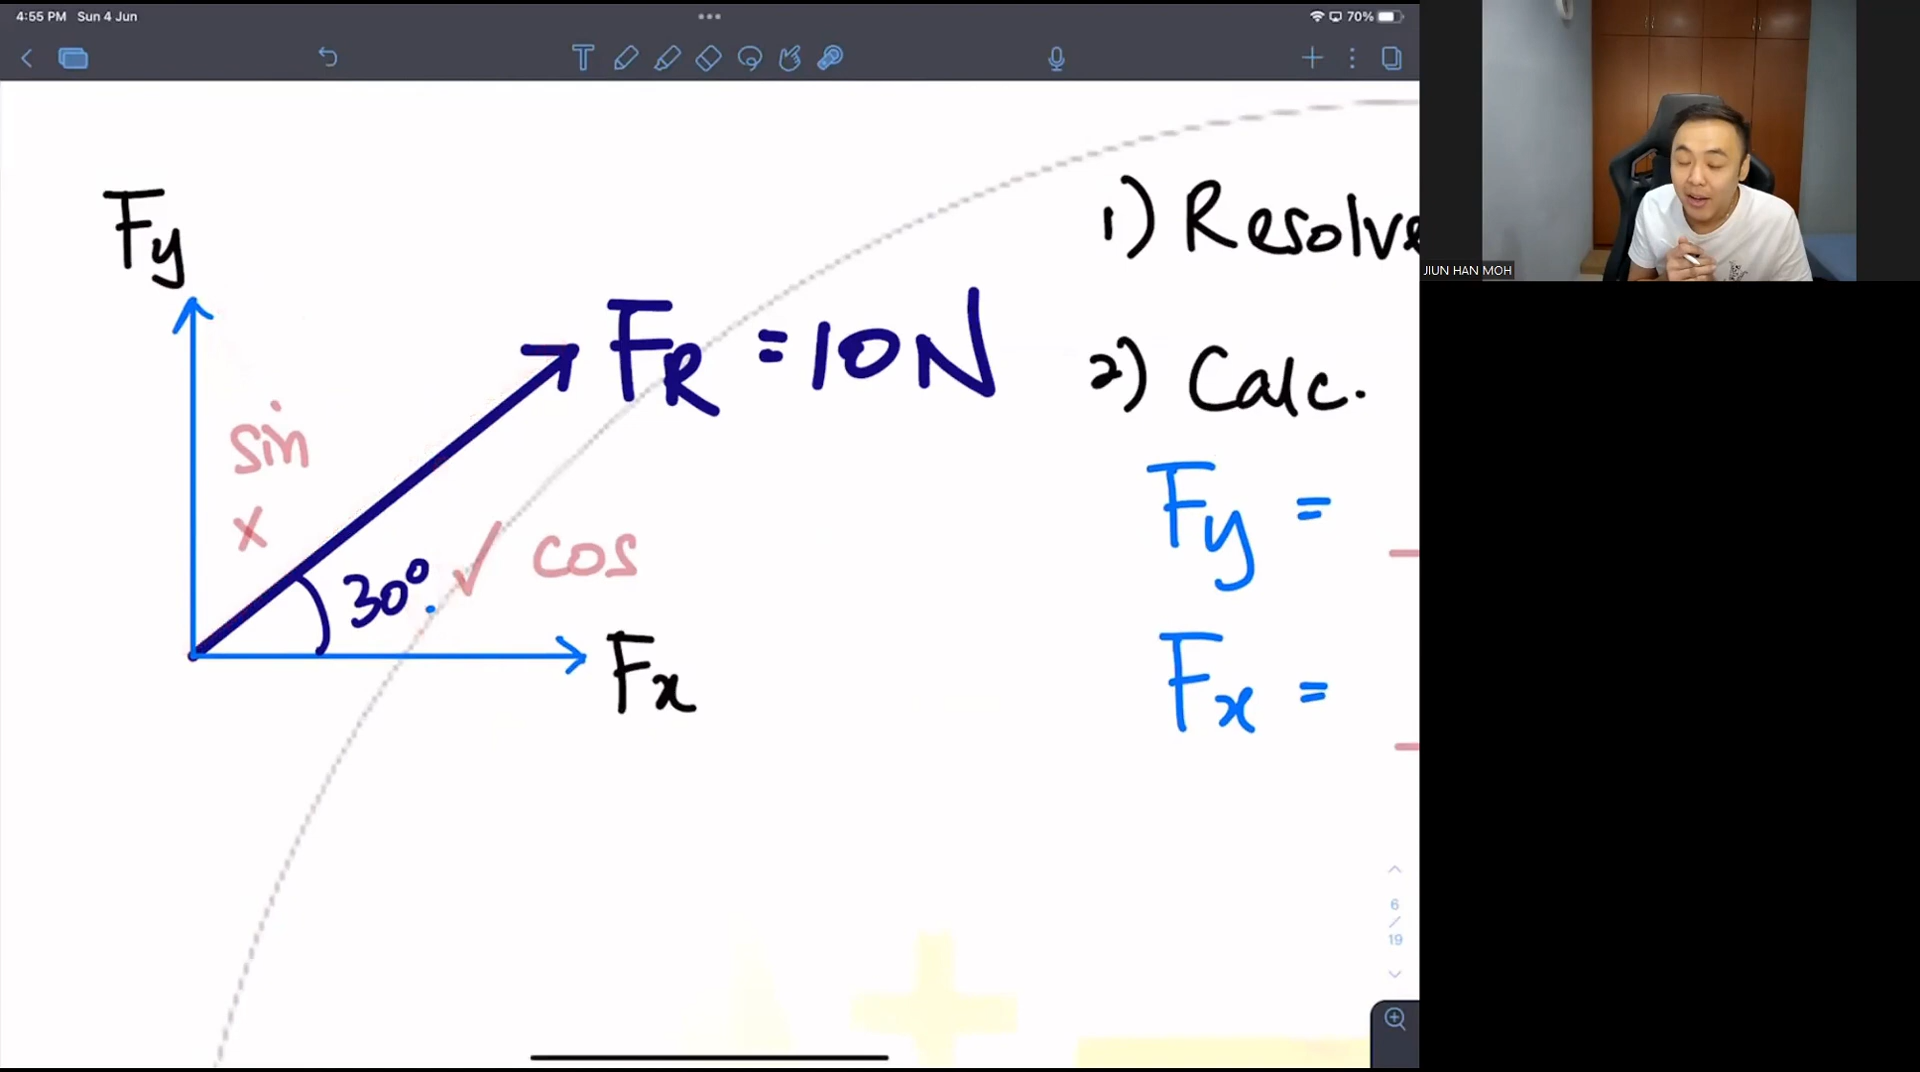 4:55 PM Sun 4 Jun
70%
JIUN HAN MOH
Fy
FR = 10N
sin
x
30°
cos
Fx
1) Resolve
2) Calc.
Fy =
Fx =
6
/
19
A+